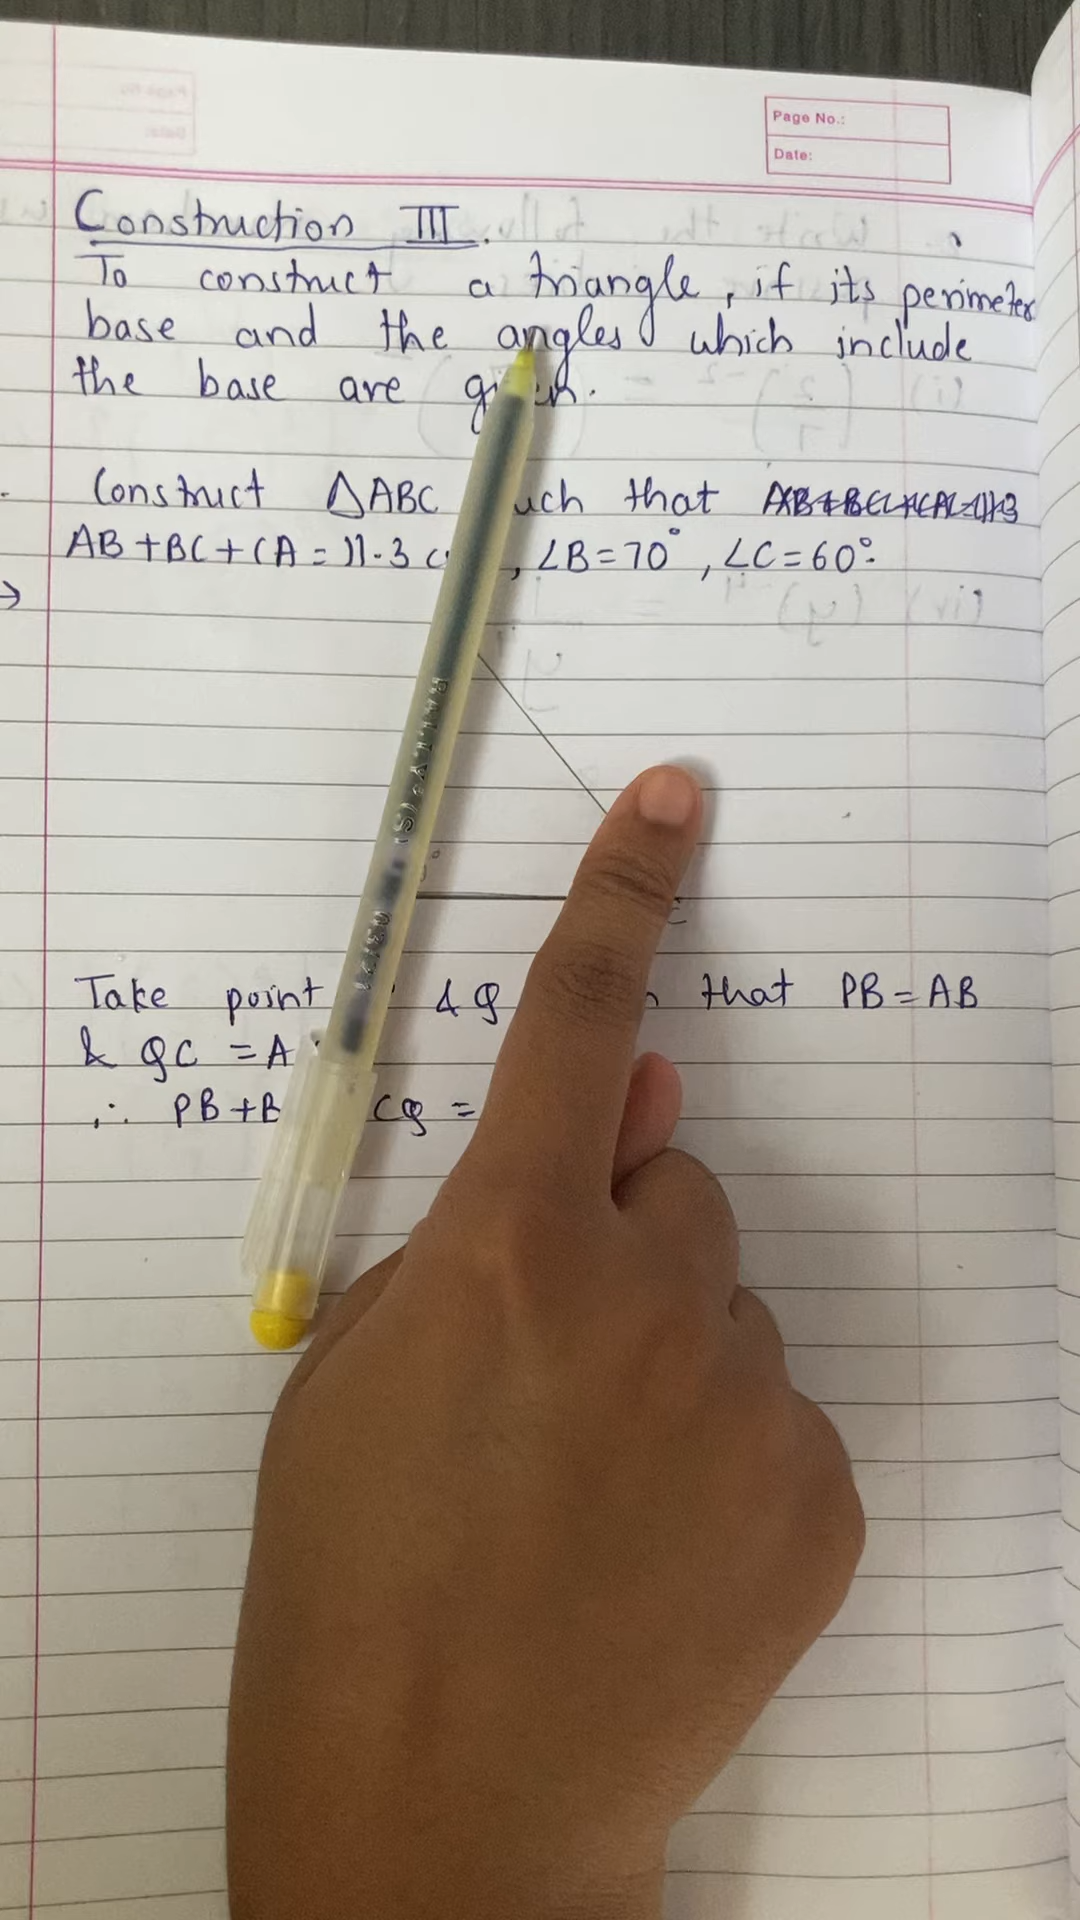 Page No.:
Date:
Construction III.
To construct a triangle, if its perimeter
base and the angles which include
the base are
Construct △ABC that
AB+BC+CA = 11.3 , ∠B=70°, ∠C=60°.
Take point & Q that PB=AB
& QC =
∴ PB+B CQ =